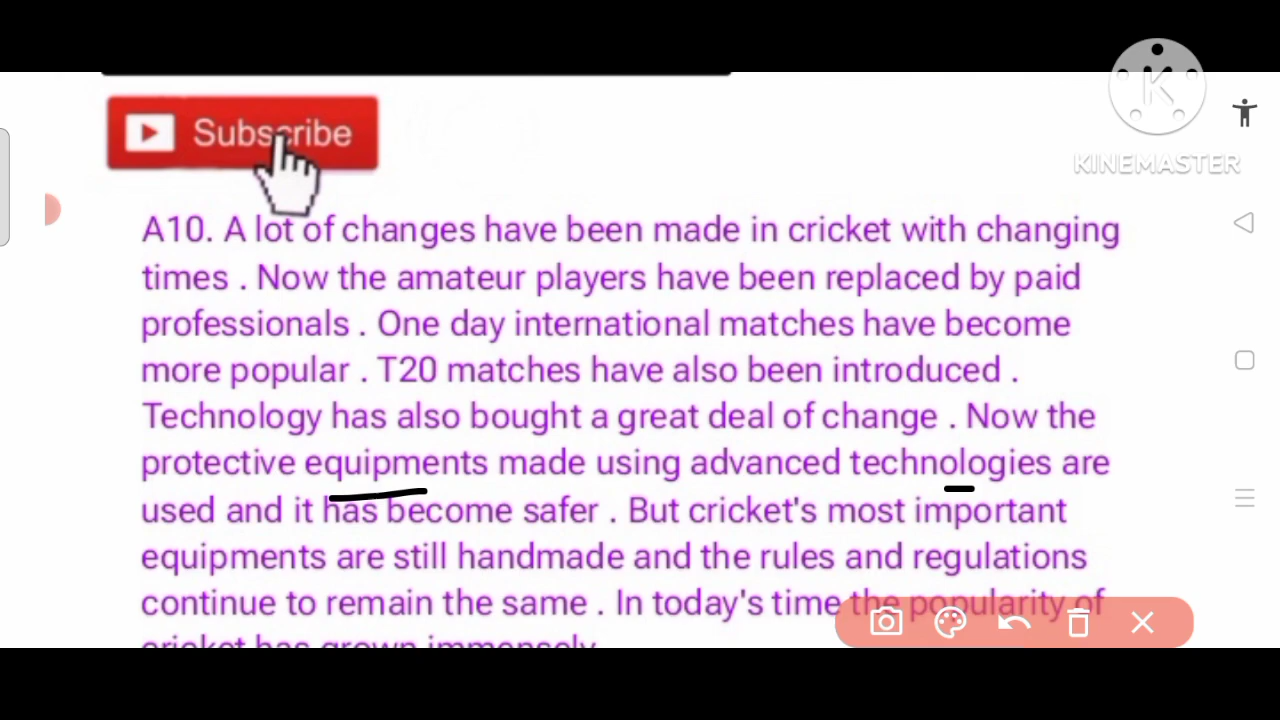 Subscribe
KINEMASTER
A10. A lot of changes have been made in cricket with changing
times . Now the amateur players have been replaced by paid
professionals . One day international matches have become
more popular . T20 matches have also been introduced .
Technology has also bought a great deal of change . Now the
protective equipments made using advanced technologies are
used and it has become safer . But cricket's most important
equipments are still handmade and the rules and regulations
continue to remain the same . In today's time the popularity of
cricket has grown immensely